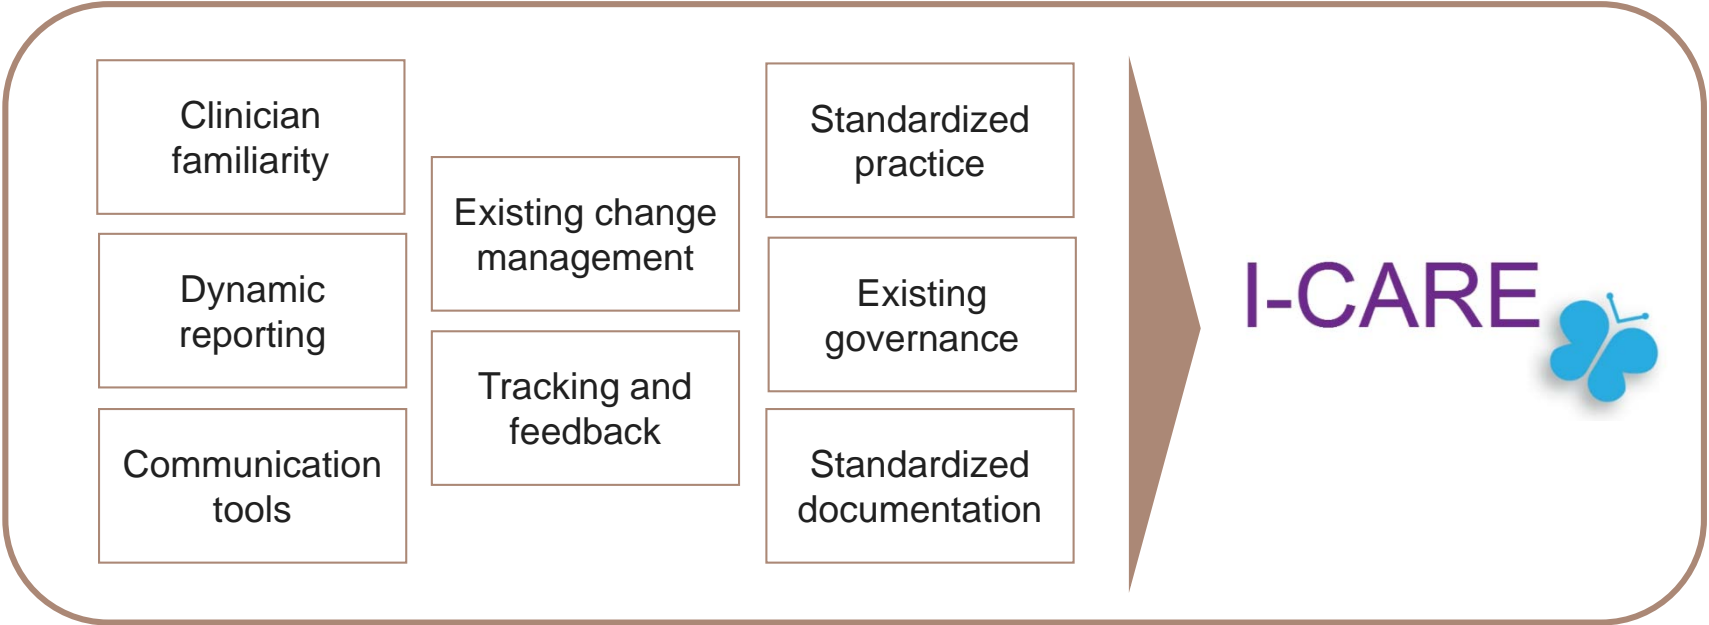 Clinician
familiarity
Dynamic
reporting
Communication
tools
Existing change
management
Tracking and
feedback
Standardized
practice
Existing
governance
Standardized
documentation
I-CARE